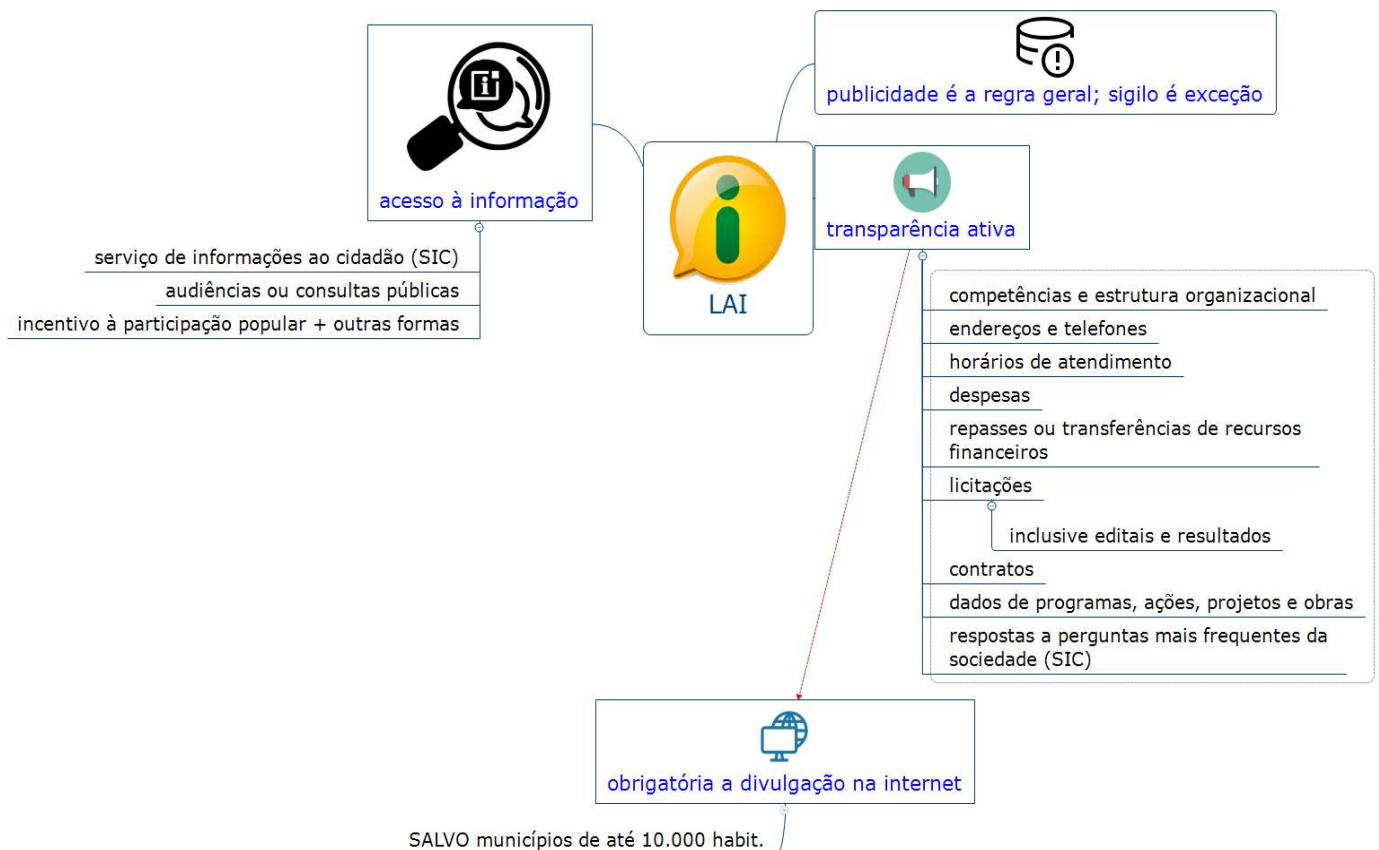 publicidade é a regra geral; sigilo é exceção
acesso à informação
serviço de informações ao cidadão (SIC)
audiências ou consultas públicas
incentivo à participação popular + outras formas
LAI
transparência ativa
competências e estrutura organizacional
endereços e telefones
horários de atendimento
despesas
repasses ou transferências de recursos
financeiros
licitações
inclusive editais e resultados
contratos
dados de programas, ações, projetos e obras
respostas a perguntas mais frequentes da
sociedade (SIC)
obrigatória a divulgação na internet
SALVO municípios de até 10.000 habit.